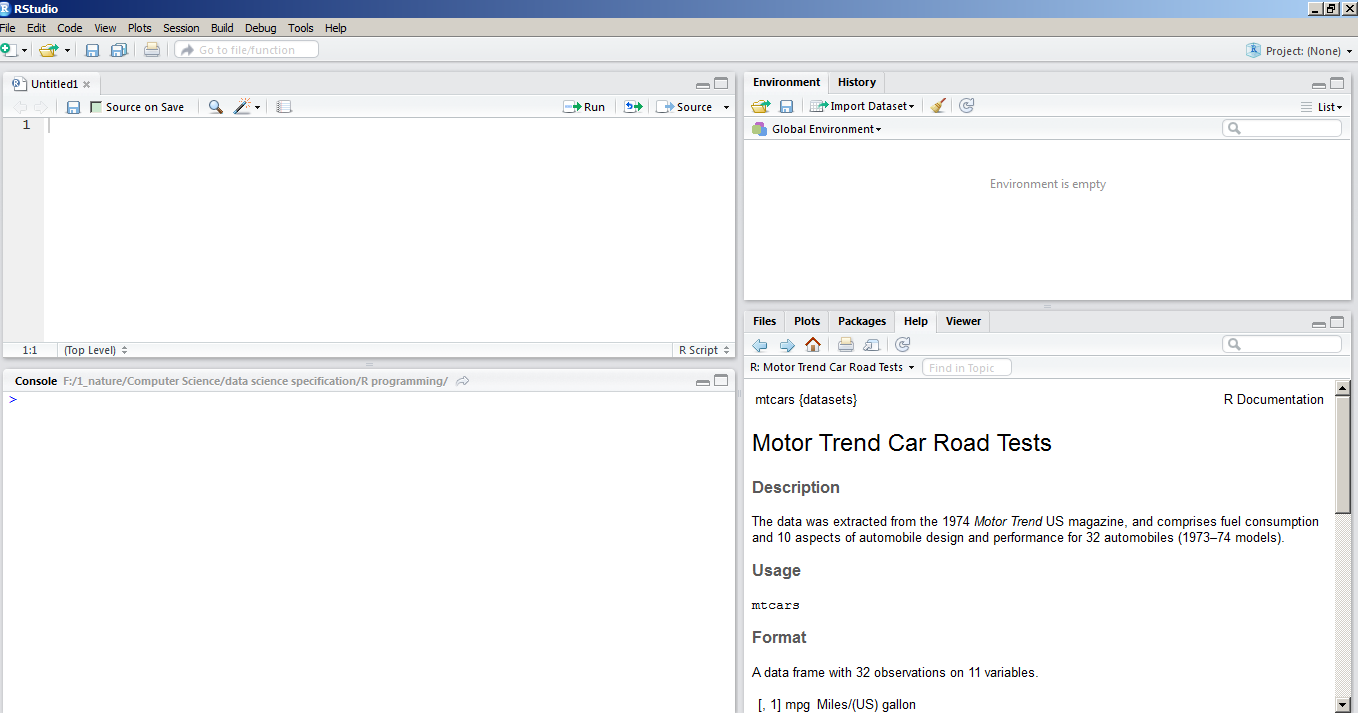 RStudio
File Edit Code View Plots Session Build Debug Tools Help
Go to file/function
Project: (None)
Untitled1
Source on Save
Run
Source
1
1:1
(Top Level)
R Script
Console F:/1_nature/Computer Science/data science specification/R programming/
>
Environment History
Import Dataset
List
Global Environment
Environment is empty
Files Plots Packages Help Viewer
R: Motor Trend Car Road Tests
Find in Topic
mtcars {datasets}
R Documentation
Motor Trend Car Road Tests
Description
The data was extracted from the 1974 Motor Trend US magazine, and comprises fuel consumption
and 10 aspects of automobile design and performance for 32 automobiles (1973–74 models).
Usage
mtcars
Format
A data frame with 32 observations on 11 variables.
[, 1] mpg Miles/(US) gallon